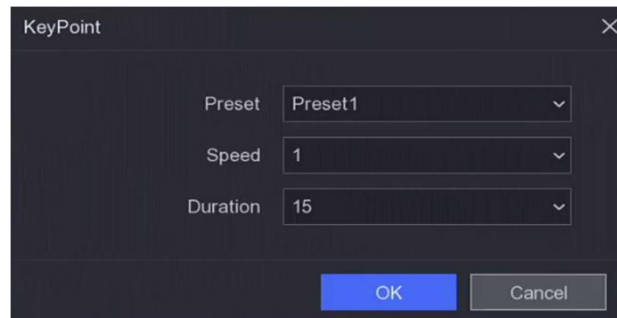 KeyPoint
Preset Preset1
Speed 1
Duration 15
OK Cancel